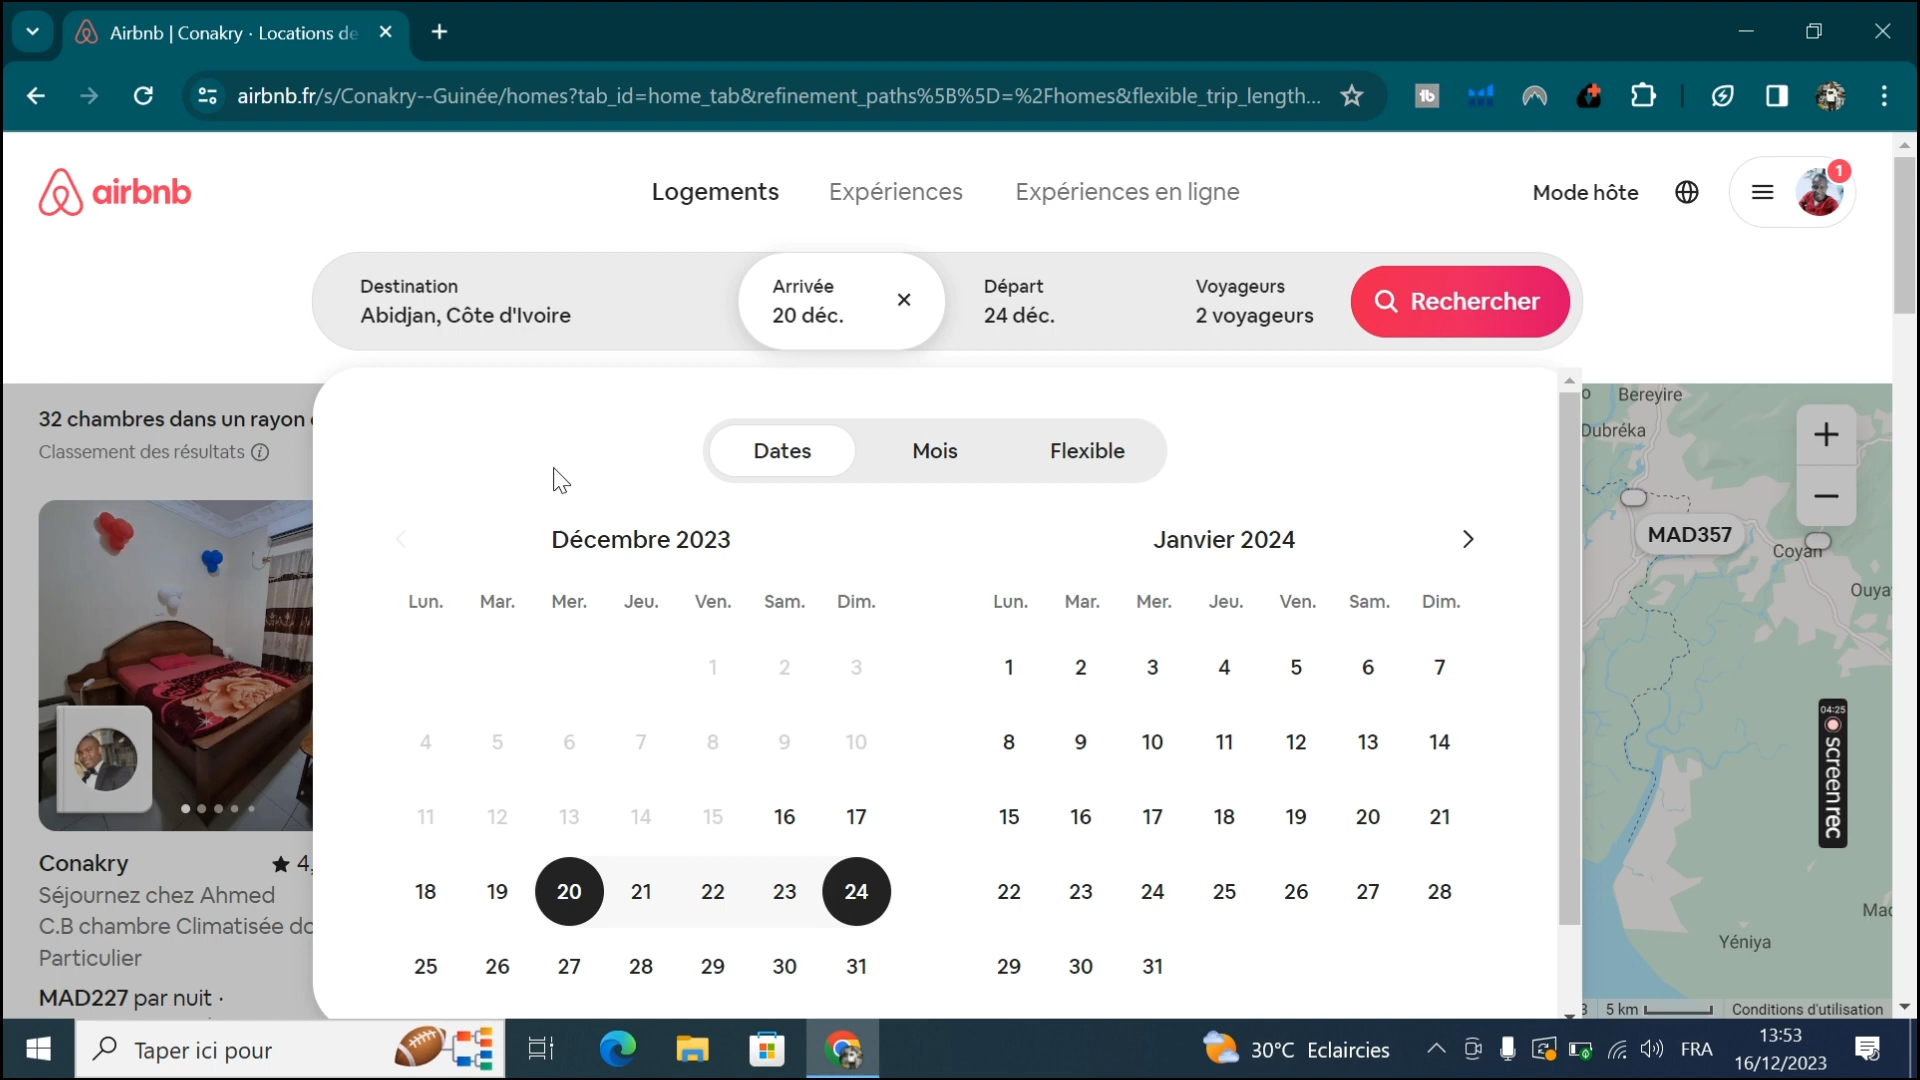 Airbnb | Conakry · Locations de
airbnb.fr/s/Conakry--Guinée/homes?tab_id=home_tab&refinement_paths%5B%5D=%2Fhomes&flexible_trip_length...
airbnb
Logements
Expériences
Expériences en ligne
Mode hôte
1
Destination
Abidjan, Côte d'Ivoire
Arrivée
20 déc.
Départ
24 déc.
Voyageurs
2 voyageurs
Rechercher
32 chambres dans un rayon
Classement des résultats
Dates
Mois
Flexible
Décembre 2023
Lun. Mar. Mer. Jeu. Ven. Sam. Dim.
1 2 3
4 5 6 7 8 9 10
11 12 13 14 15 16 17
18 19 20 21 22 23 24
25 26 27 28 29 30 31
Janvier 2024
Lun. Mar. Mer. Jeu. Ven. Sam. Dim.
1 2 3 4 5 6 7
8 9 10 11 12 13 14
15 16 17 18 19 20 21
22 23 24 25 26 27 28
29 30 31
Conakry
4,
Séjournez chez Ahmed
C.B chambre Climatisée do
Particulier
MAD227 par nuit ·
Bereyire
Dubréka
MAD357
Coyah
Ouya
Mac
Yéniya
5 km
Conditions d'utilisation
04:25
screenrec
Taper ici pour
30°C Eclaircies
FRA
13:53
16/12/2023